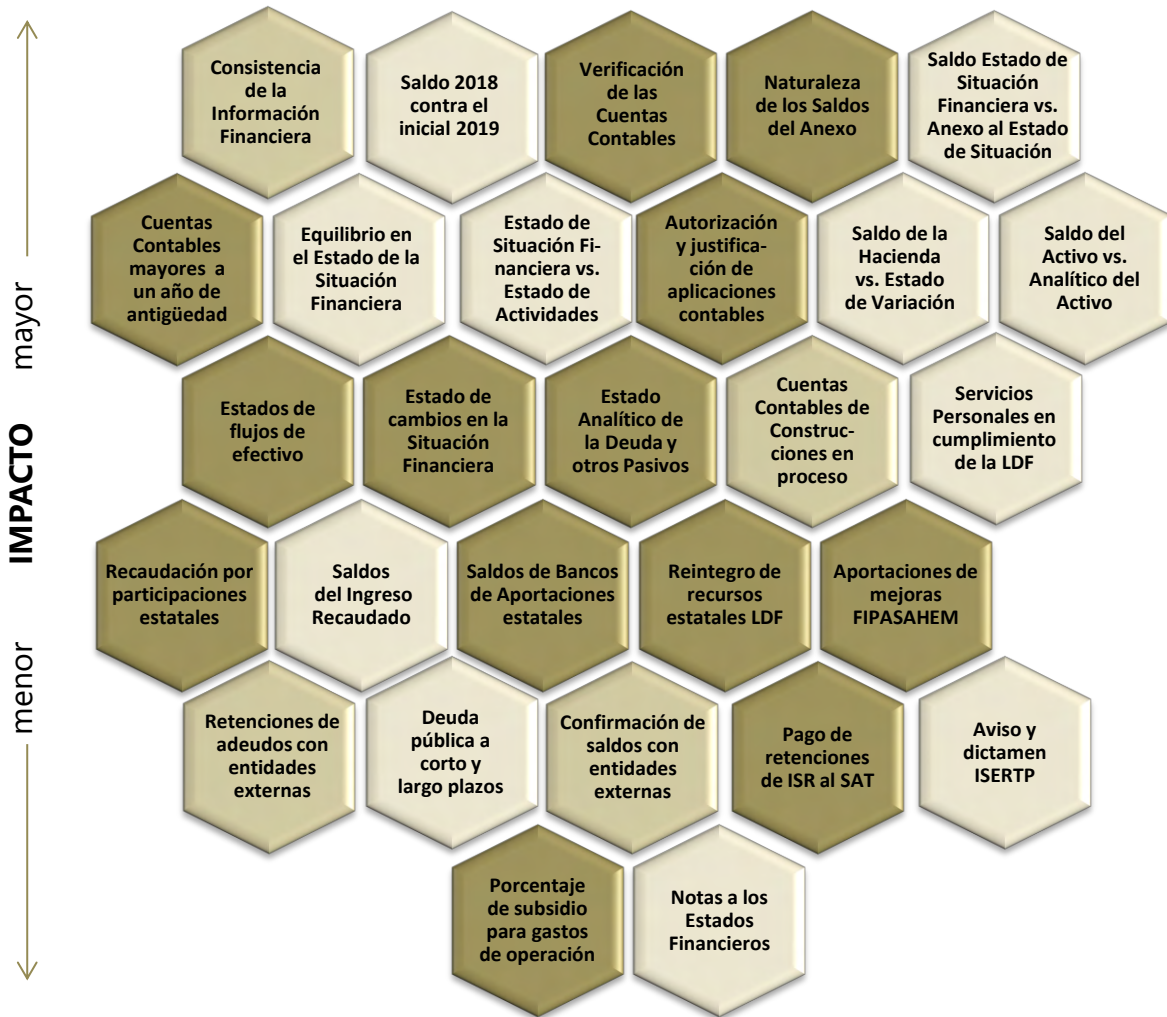 Consistencia
de la
Información
Financiera
Saldo 2018
contra el
inicial 2019
Verificación
de las
Cuentas
Contables
Naturaleza
de los Saldos
del Anexo
Saldo Estado de
Situación
Financiera vs.
Anexo al Estado
de Situación
Cuentas
Contables
mayores a
un año de
antigüedad
Equilibrio en
el Estado de la
Situación
Financiera
Estado de
Situación Fi-
nanciera vs.
Estado de
Actividades
Autorización
y justifica-
ción de
aplicaciones
contables
Saldo de la
Hacienda
vs. Estado
de Variación
Saldo del
Activo vs.
Analítico del
Activo
Estados de
flujos de
efectivo
Estado de
cambios en la
Situación
Financiera
Estado
Analítico de
la Deuda y
otros Pasivos
Cuentas
Contables de
Construc-
ciones en
proceso
Servicios
Personales en
cumplimiento
de la LDF
Recaudación por
participaciones
estatales
Saldos
del Ingreso
Recaudado
Saldos de Bancos
de Aportaciones
estatales
Reintegro de
recursos
estatales LDF
Aportaciones de
mejoras
FIPASAHEM
Retenciones de
adeudos con
entidades
externas
Deuda
pública a
corto y
largo plazos
Confirmación de
saldos con
entidades
externas
Pago de
retenciones
de ISR al SAT
Aviso y
dictamen
ISERTP
Porcentaje
de subsidio
para gastos
de operación
Notas a los
Estados
Financieros
mayor
IMPACTO
menor